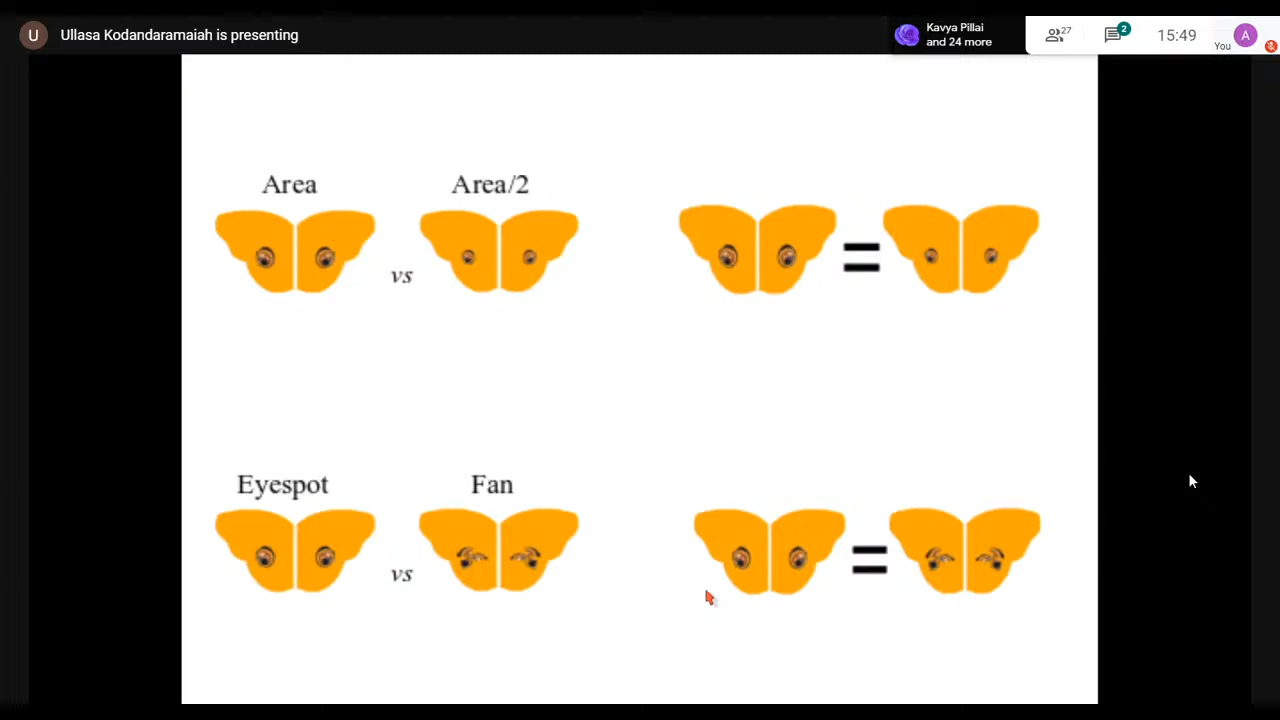 U Ullasa Kodandaramaiah is presenting
Kavya Pillai
and 24 more
27
2
15:49
You
A
Area
Area/2
vs
=
Eyespot
Fan
vs
=